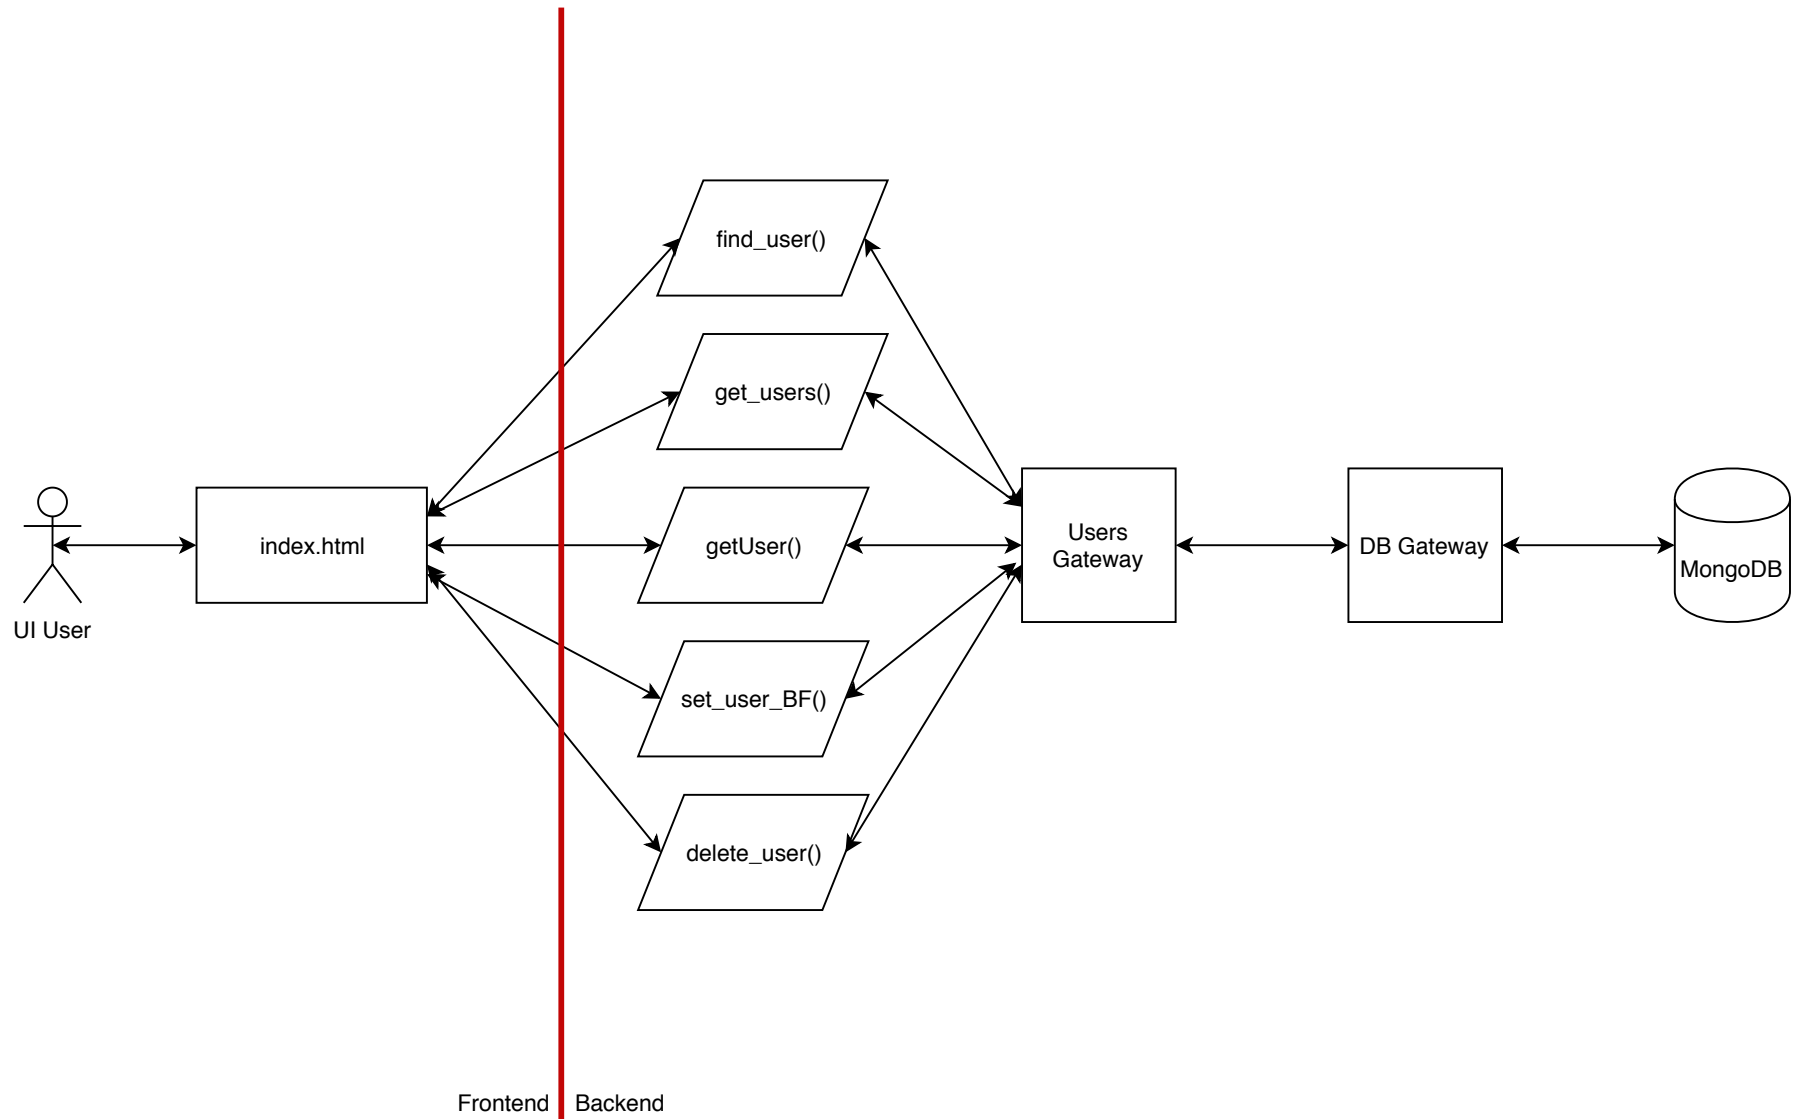 find_user()
get_users()
UI User
index.html
getUser()
Users
Gateway
DB Gateway
MongoDB
set_user_BF()
delete_user()
Frontend
Backend